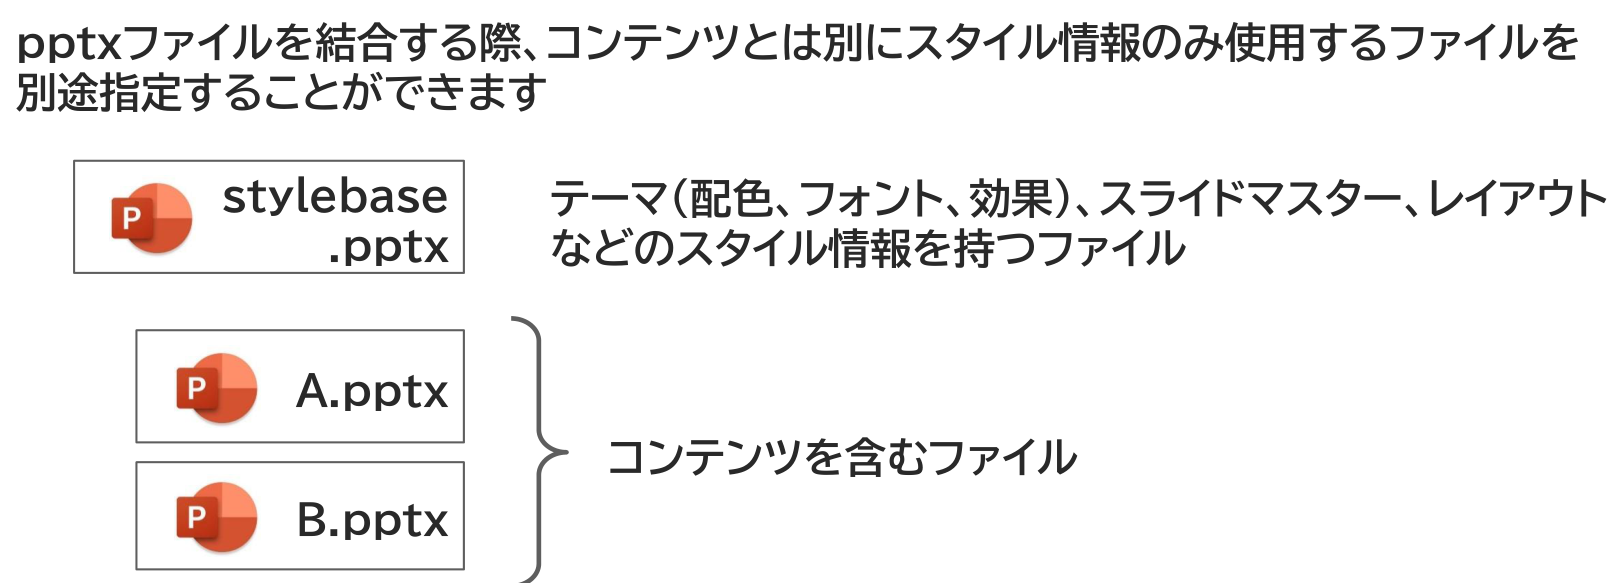 pptxファイルを結合する際、コンテンツとは別にスタイル情報のみ使用するファイルを
別途指定することができます
P
stylebase
.pptx
テーマ(配色、フォント、効果)、スライドマスター、レイアウト
などのスタイル情報を持つファイル
P
A.pptx
コンテンツを含むファイル
P
B.pptx